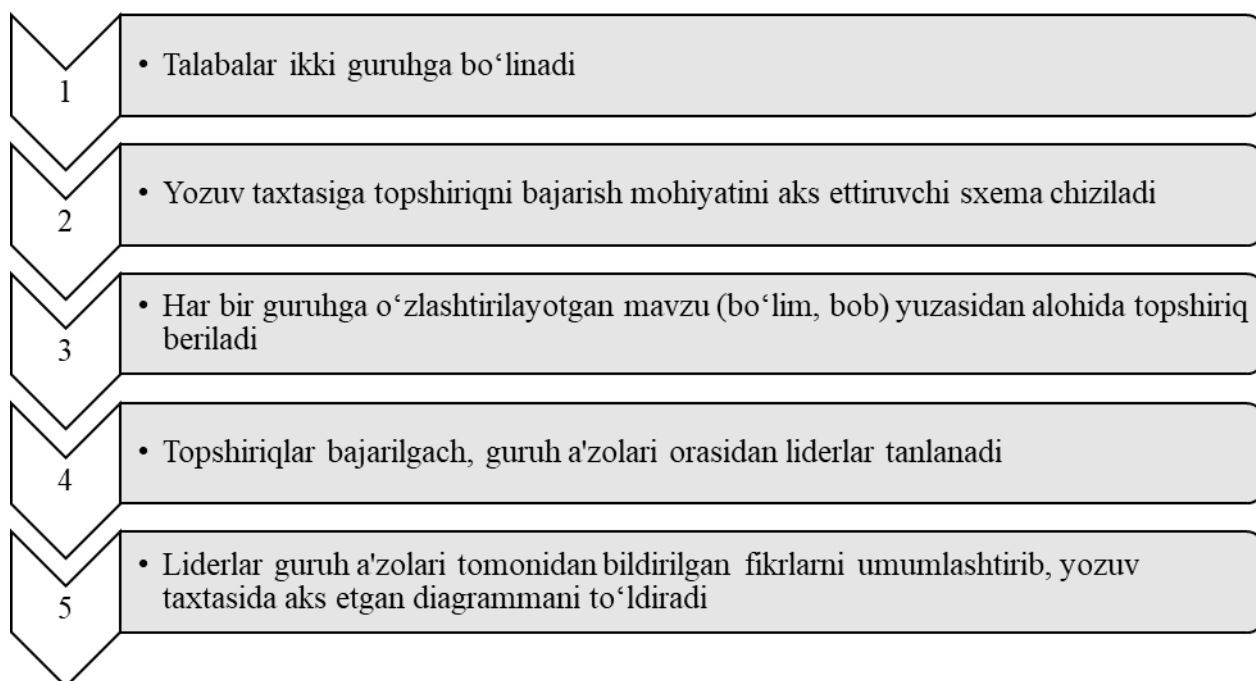 1
• Talabalar ikki guruhga bo‘linadi
2
• Yozuv taxtasiga topshiriqni bajarish mohiyatini aks ettiruvchi sxema chiziladi
3
• Har bir guruhga o‘zlashtirilayotgan mavzu (bo‘lim, bob) yuzasidan alohida topshiriq
beriladi
4
• Topshiriqlar bajarilgach, guruh a'zolari orasidan liderlar tanlanadi
5
• Liderlar guruh a'zolari tomonidan bildirilgan fikrlarni umumlashtirib, yozuv
taxtasida aks etgan diagrammani to‘ldiradi